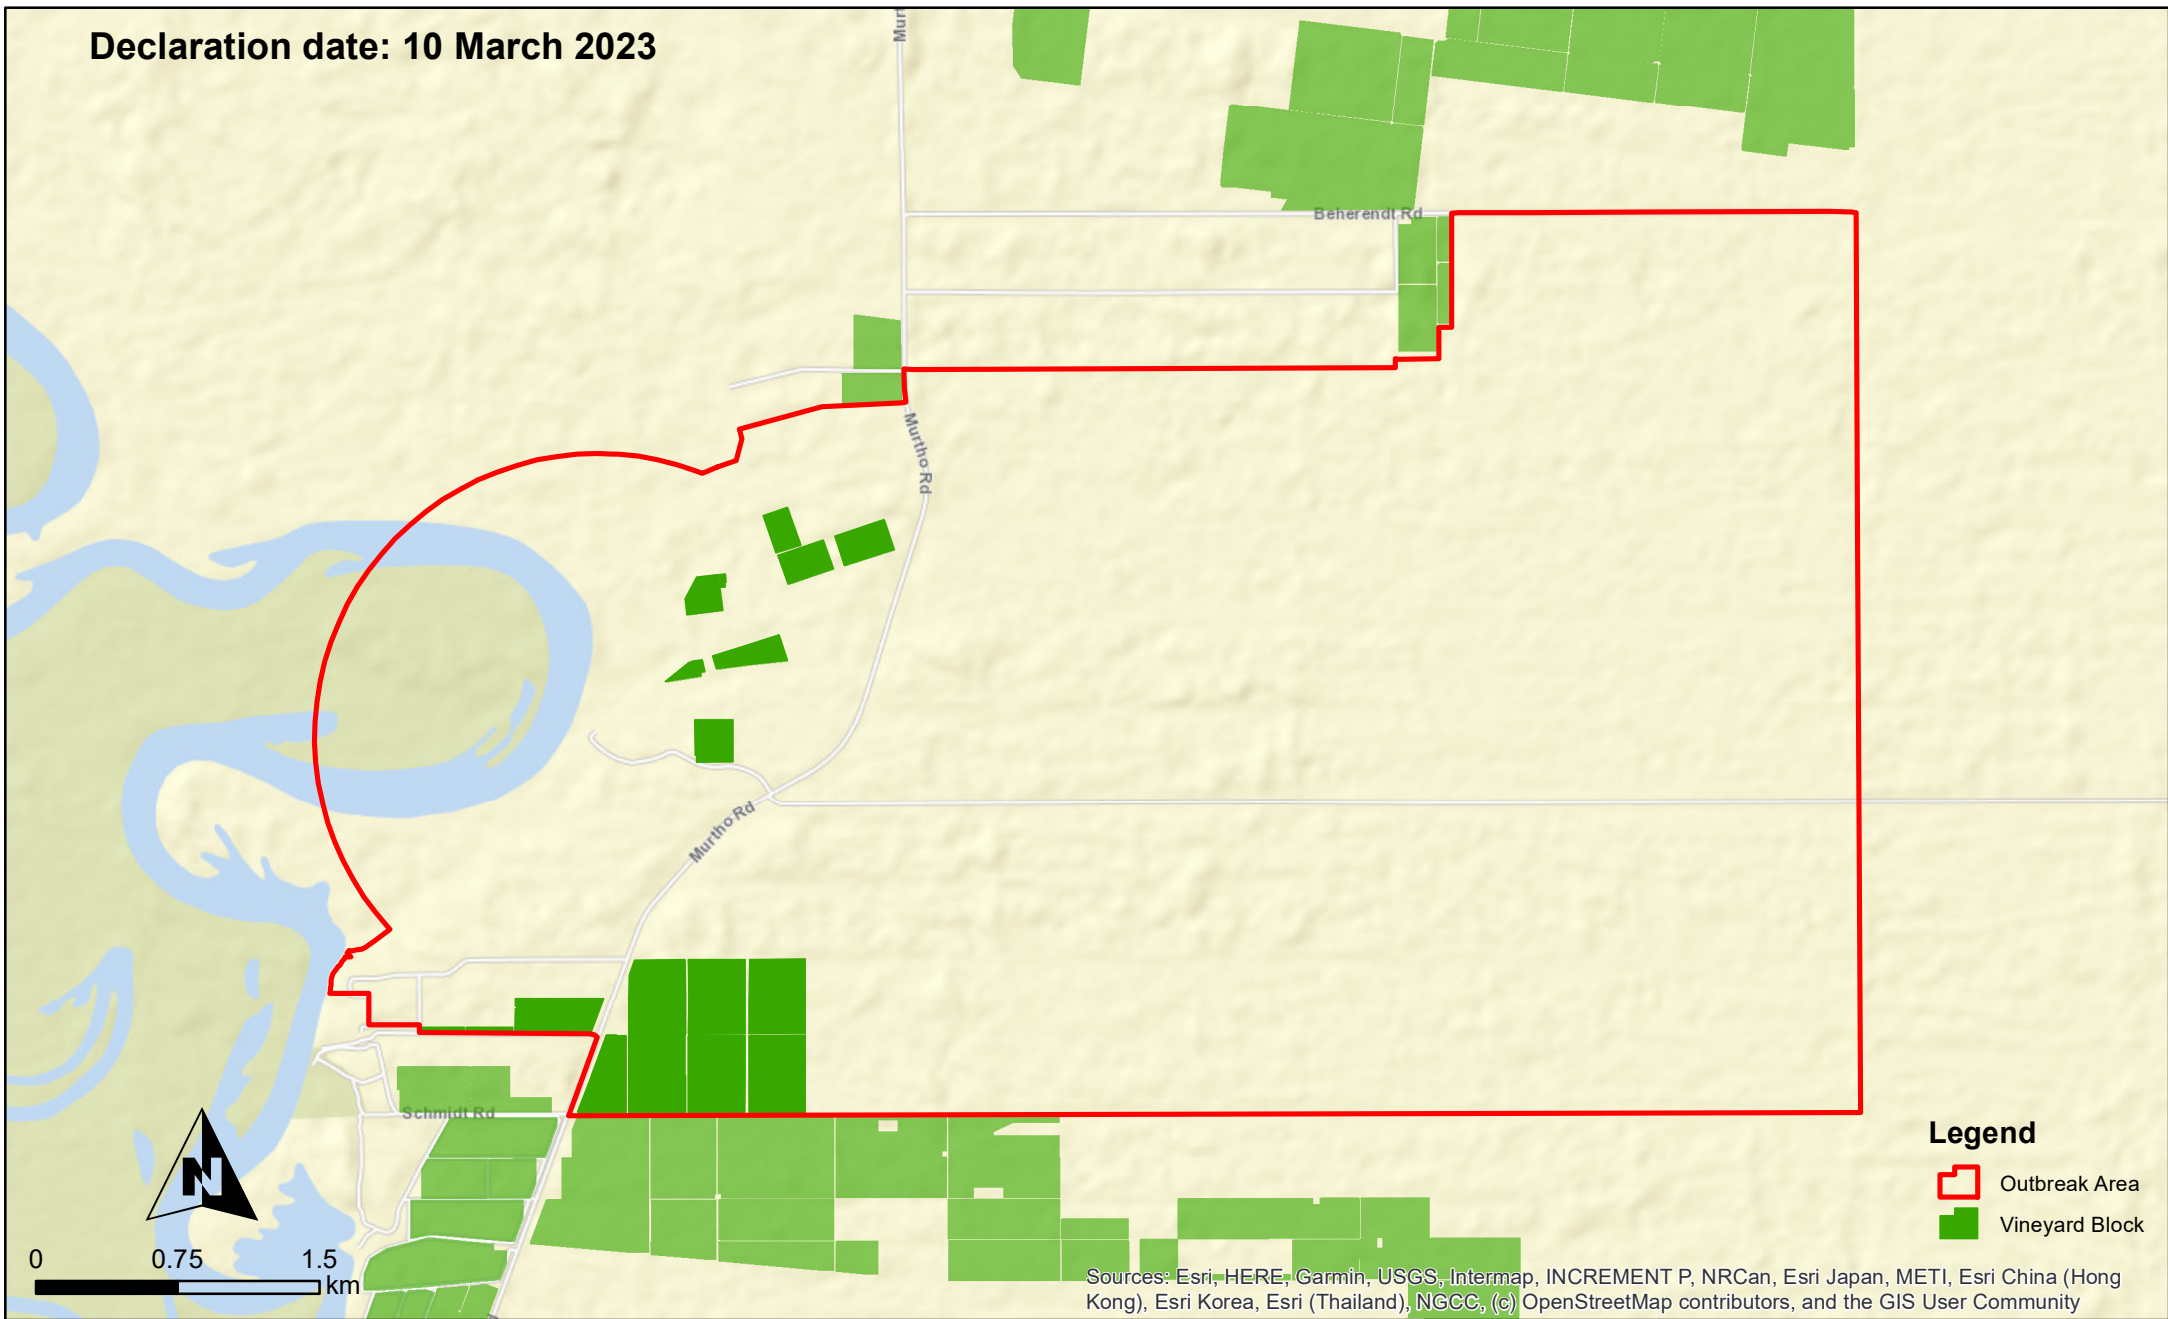 Declaration date: 10 March 2023
Beherendt Rd
Murtho Rd
Murtho Rd
Schmidt Rd
N
0 0.75 1.5
km
Legend
Outbreak Area
Vineyard Block
Sources: Esri, HERE, Garmin, USGS, Intermap, INCREMENT P, NRCan, Esri Japan, METI, Esri China (Hong
Kong), Esri Korea, Esri (Thailand), NGCC, (c) OpenStreetMap contributors, and the GIS User Community